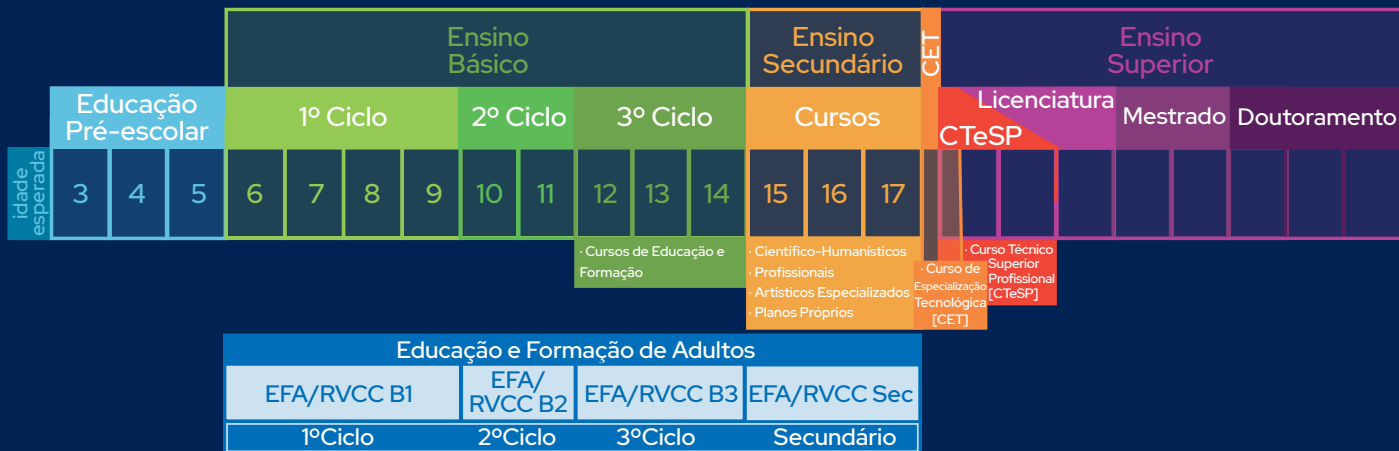 Ensino
Básico
Ensino
Secundário
CET
Ensino
Superior
Educação
Pré-escolar
1º Ciclo
2º Ciclo
3º Ciclo
Cursos
CTeSP
Licenciatura
Mestrado
Doutoramento
idade
esperada
3 4 5 6 7 8 9 10 11 12 13 14 15 16 17
· Cursos de Educação e
Formação
· Científico-Humanísticos
· Profissionais
· Artísticos Especializados
· Planos Próprios
· Curso de
Especialização
Tecnológica
[CET]
· Curso Técnico
Superior
Profissional
[CTeSP]
Educação e Formação de Adultos
EFA/RVCC B1
EFA/
RVCC B2
EFA/RVCC B3
EFA/RVCC Sec
1ºCiclo
2ºCiclo
3ºCiclo
Secundário